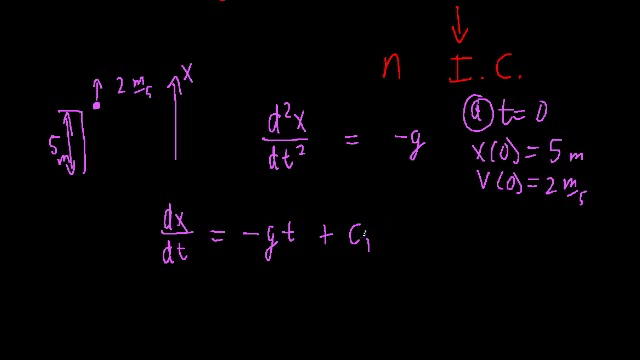 n I.C.
2 m/s
x
5 m
d²x/dt² = -g
@ t=0
x(0) = 5 m
v(0) = 2 m/s
dx/dt = -gt + C₁